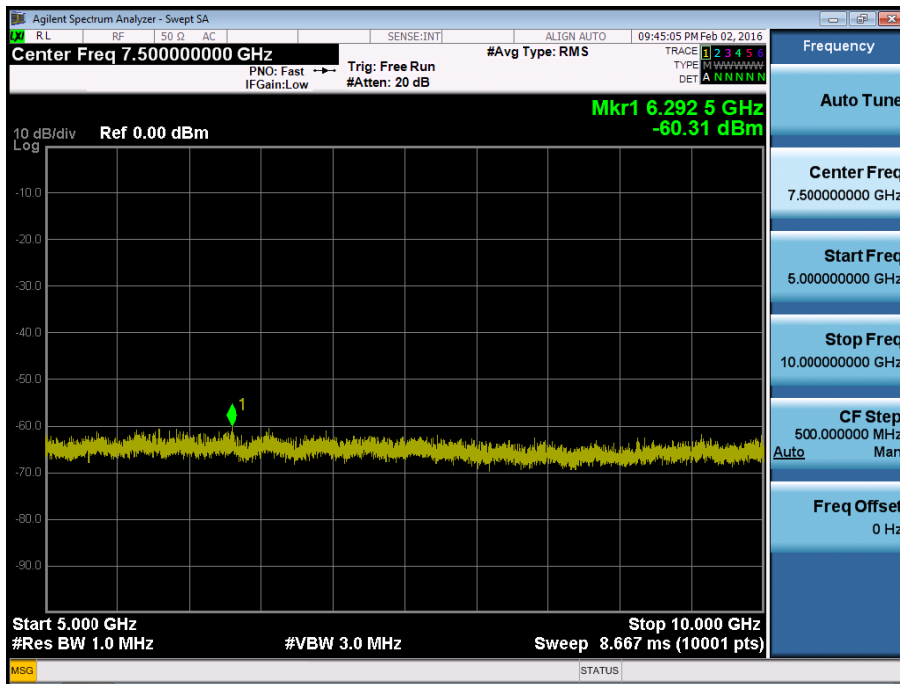 Agilent Spectrum Analyzer - Swept SA
LXI RL RF 50 Ω AC SENSE:INT ALIGN AUTO 09:45:05 PM Feb 02, 2016
Center Freq 7.500000000 GHz
PNO: Fast
IFGain:Low
Trig: Free Run
#Atten: 20 dB
#Avg Type: RMS
TRACE 1 2 3 4 5 6
TYPE M WWWWW
DET A N N N N N
Mkr1 6.292 5 GHz
-60.31 dBm
10 dB/div Ref 0.00 dBm
Log
-10.0
-20.0
-30.0
-40.0
-50.0
-60.0
-70.0
-80.0
-90.0
1
Start 5.000 GHz Stop 10.000 GHz
#Res BW 1.0 MHz #VBW 3.0 MHz Sweep 8.667 ms (10001 pts)
MSG STATUS
Frequency
Auto Tune
Center Freq
7.500000000 GHz
Start Freq
5.000000000 GHz
Stop Freq
10.000000000 GHz
CF Step
500.000000 MHz
Auto Man
Freq Offset
0 Hz